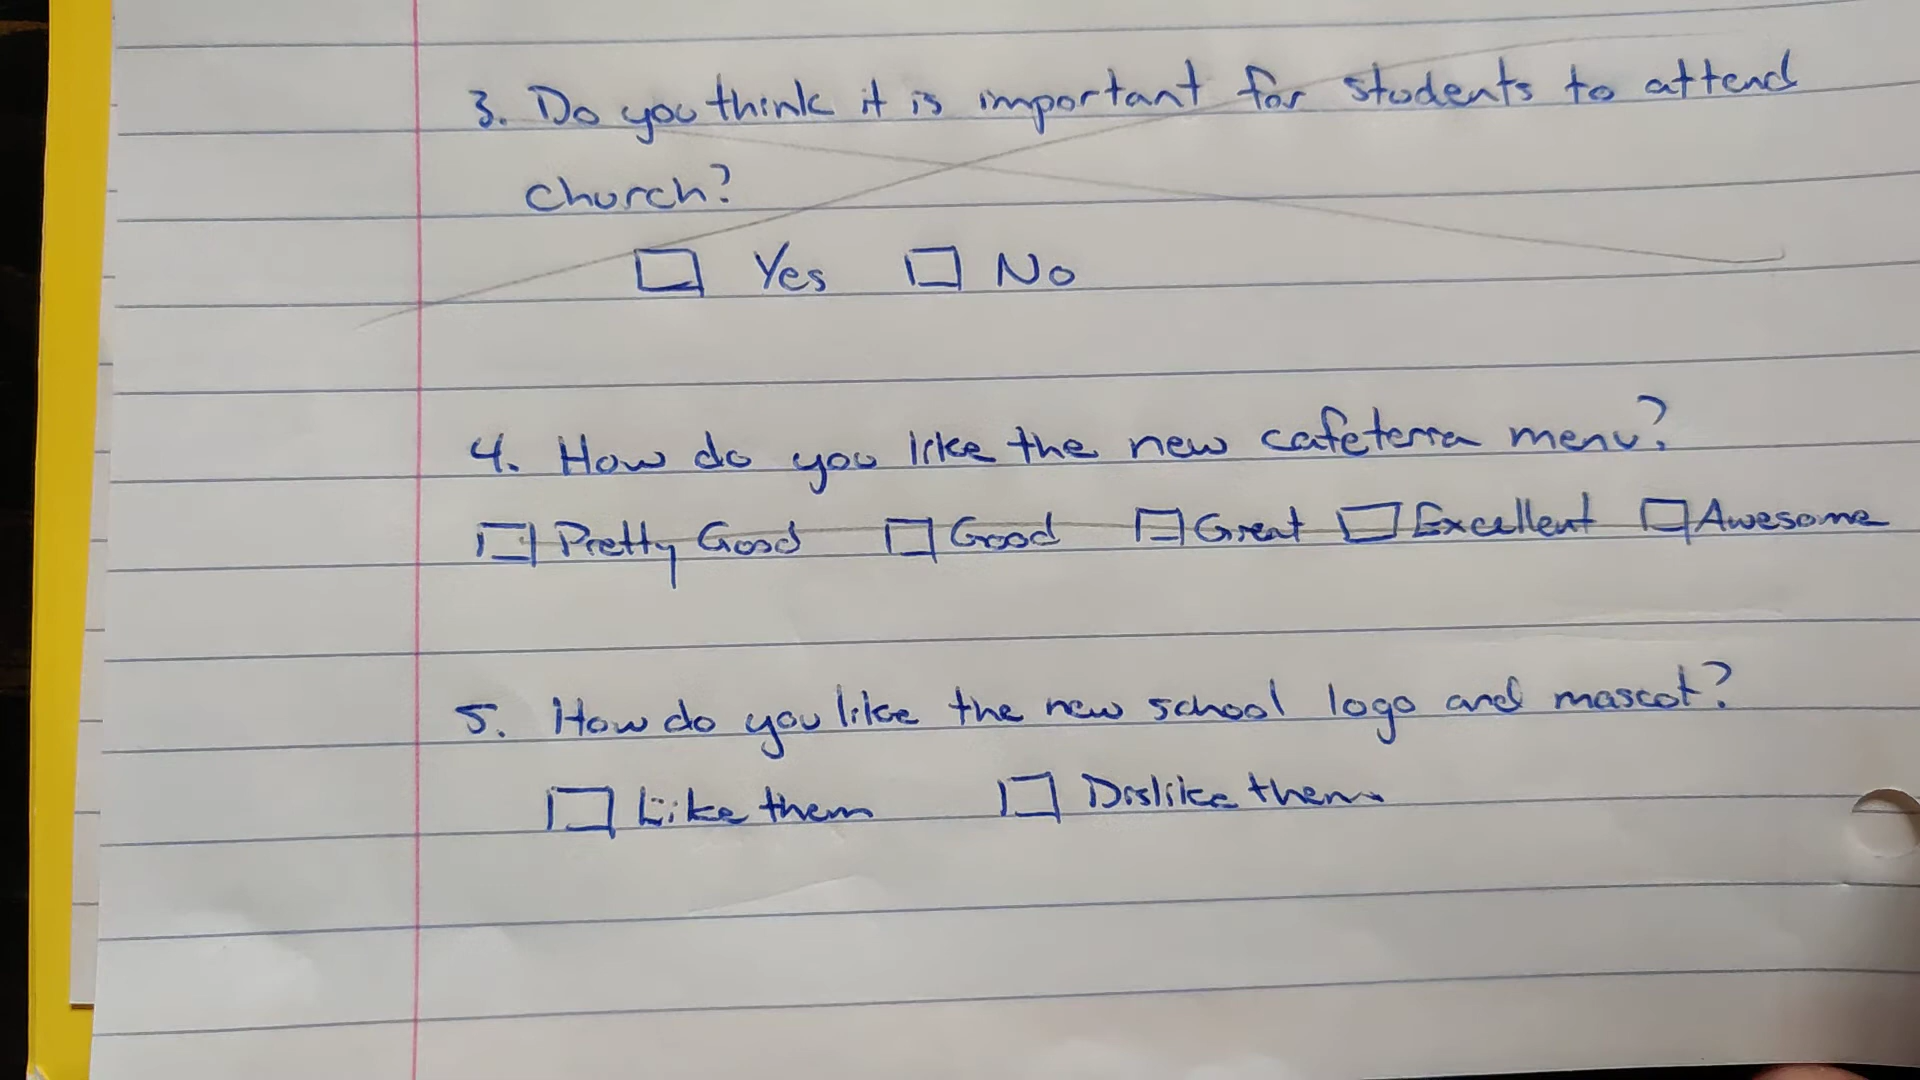 3. Do you think it is important for students to attend
church?
☐ Yes ☐ No
4. How do you like the new cafeteria menu?
☐ Pretty Good ☐ Good ☐ Great ☐ Excellent ☐ Awesome
5. How do you like the new school logo and mascot?
☐ Like them ☐ Dislike them